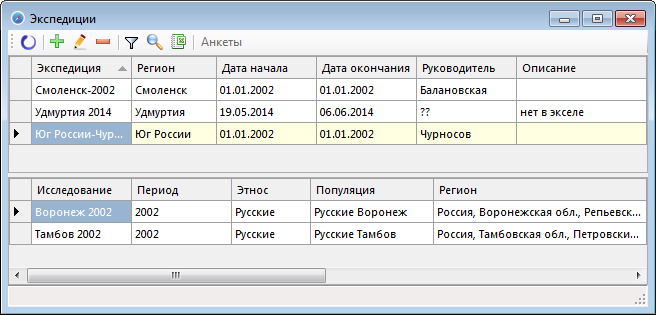 Экспедиции
Анкеты
Экспедиция Регион Дата начала Дата окончания Руководитель Описание
Смоленск-2002 Смоленск 01.01.2002 01.01.2002 Балановская
Удмуртия 2014 Удмуртия 19.05.2014 06.06.2014 ?? нет в экселе
Юг России-Чур... Юг России 01.01.2002 01.01.2002 Чурносов
Исследование Период Этнос Популяция Регион
Воронеж 2002 2002 Русские Русские Воронеж Россия, Воронежская обл., Репьевск...
Тамбов 2002 2002 Русские Русские Тамбов Россия, Тамбовская обл., Петровски...